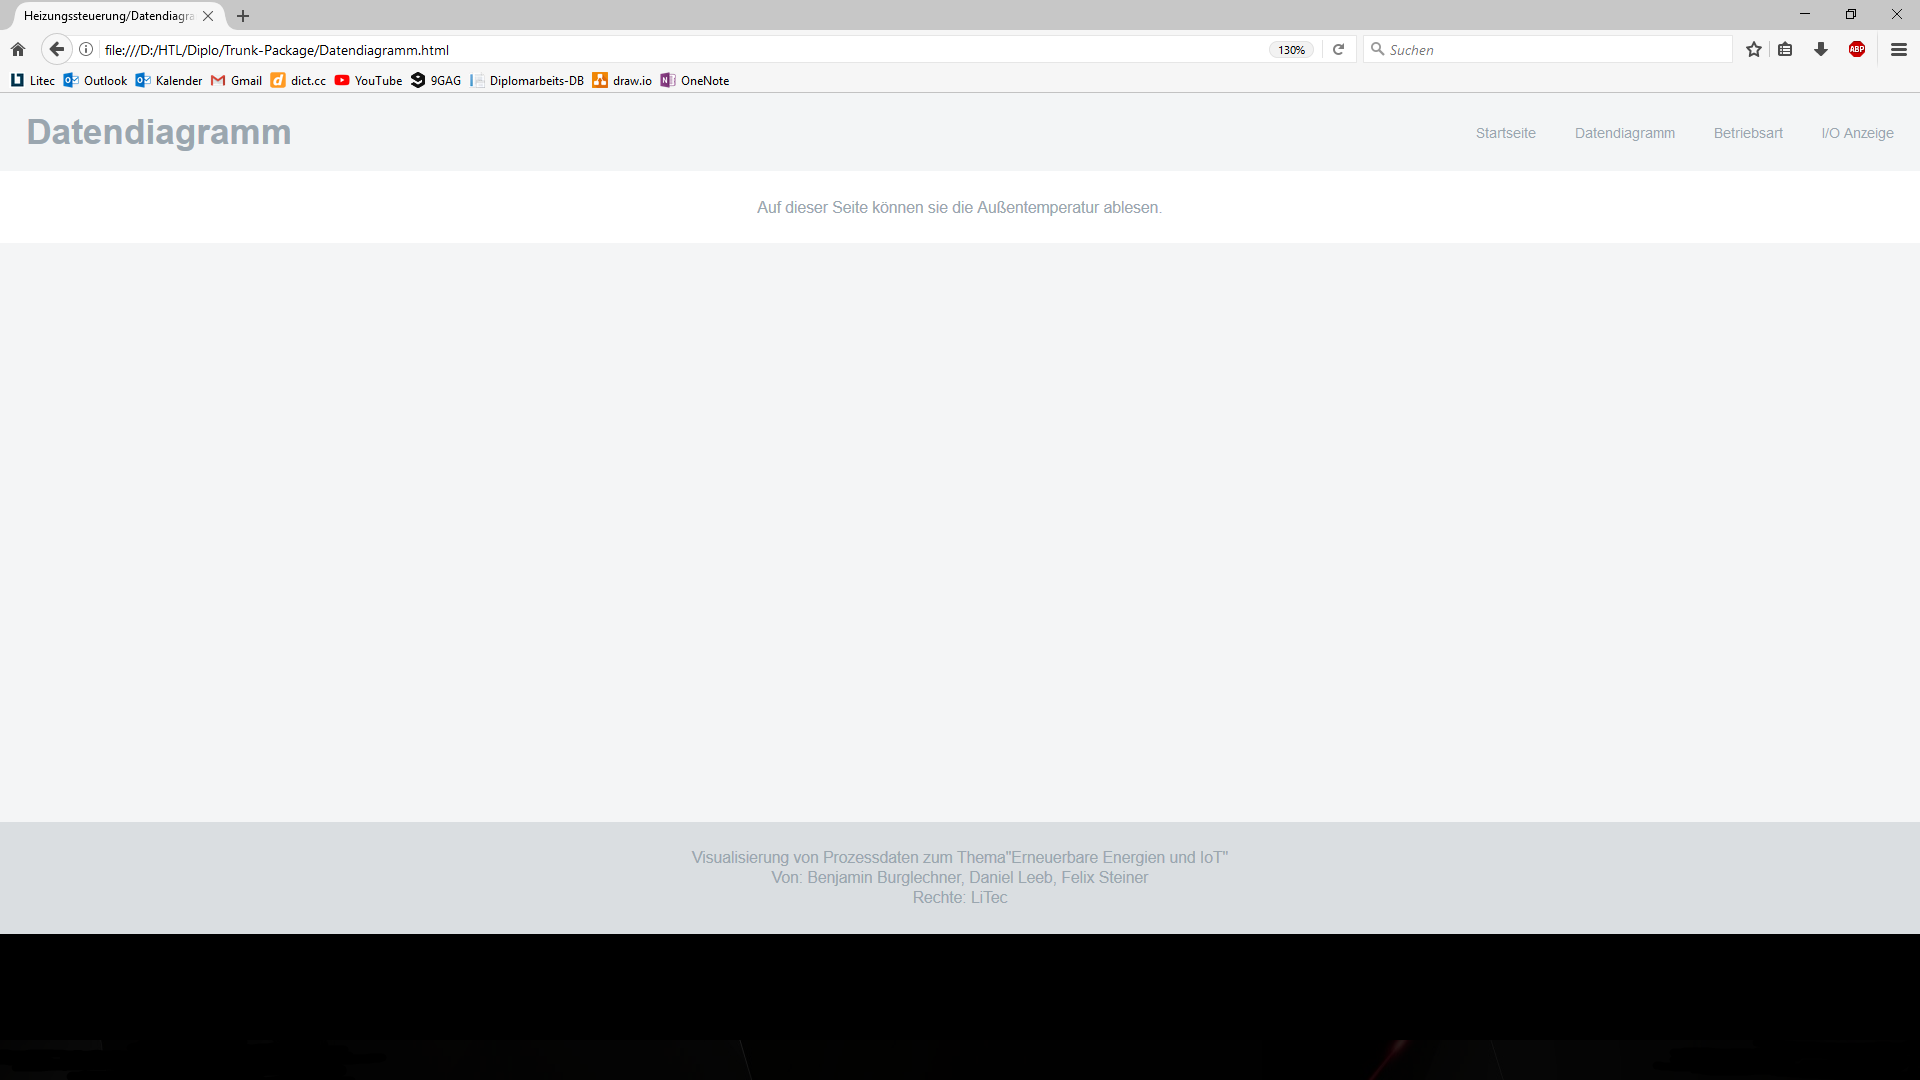 Heizungssteuerung/Datendiagra
file:///D:/HTL/Diplo/Trunk-Package/Datendiagramm.html 130% Suchen ABP
Litec Outlook Kalender Gmail dict.cc YouTube 9GAG Diplomarbeits-DB draw.io OneNote
Datendiagramm Startseite Datendiagramm Betriebsart I/O Anzeige
Auf dieser Seite können sie die Außentemperatur ablesen.
Visualisierung von Prozessdaten zum Thema"Erneuerbare Energien und IoT"
Von: Benjamin Burglechner, Daniel Leeb, Felix Steiner
Rechte: LiTec